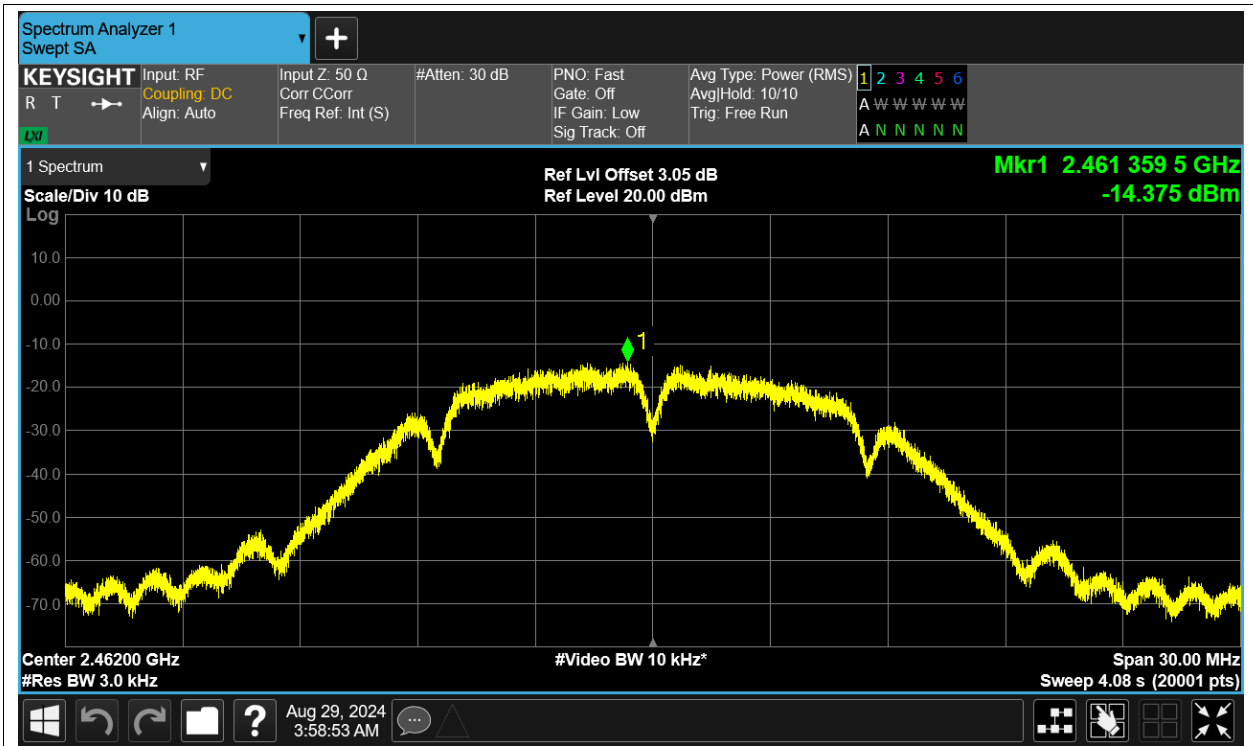 Spectrum Analyzer 1
Swept SA
KEYSIGHT
R T
LXI
Input: RF
Coupling: DC
Align: Auto
Input Z: 50 Ω
Corr CCorr
Freq Ref: Int (S)
#Atten: 30 dB
PNO: Fast
Gate: Off
IF Gain: Low
Sig Track: Off
Avg Type: Power (RMS)
Avg|Hold: 10/10
Trig: Free Run
1 2 3 4 5 6
A W W W W W
A N N N N N
1 Spectrum
Scale/Div 10 dB
Log
Ref Lvl Offset 3.05 dB
Ref Level 20.00 dBm
Mkr1 2.461 359 5 GHz
-14.375 dBm
10.0
0.00
-10.0
-20.0
-30.0
-40.0
-50.0
-60.0
-70.0
1
Center 2.46200 GHz
#Res BW 3.0 kHz
#Video BW 10 kHz*
Span 30.00 MHz
Sweep 4.08 s (20001 pts)
?
Aug 29, 2024
3:58:53 AM